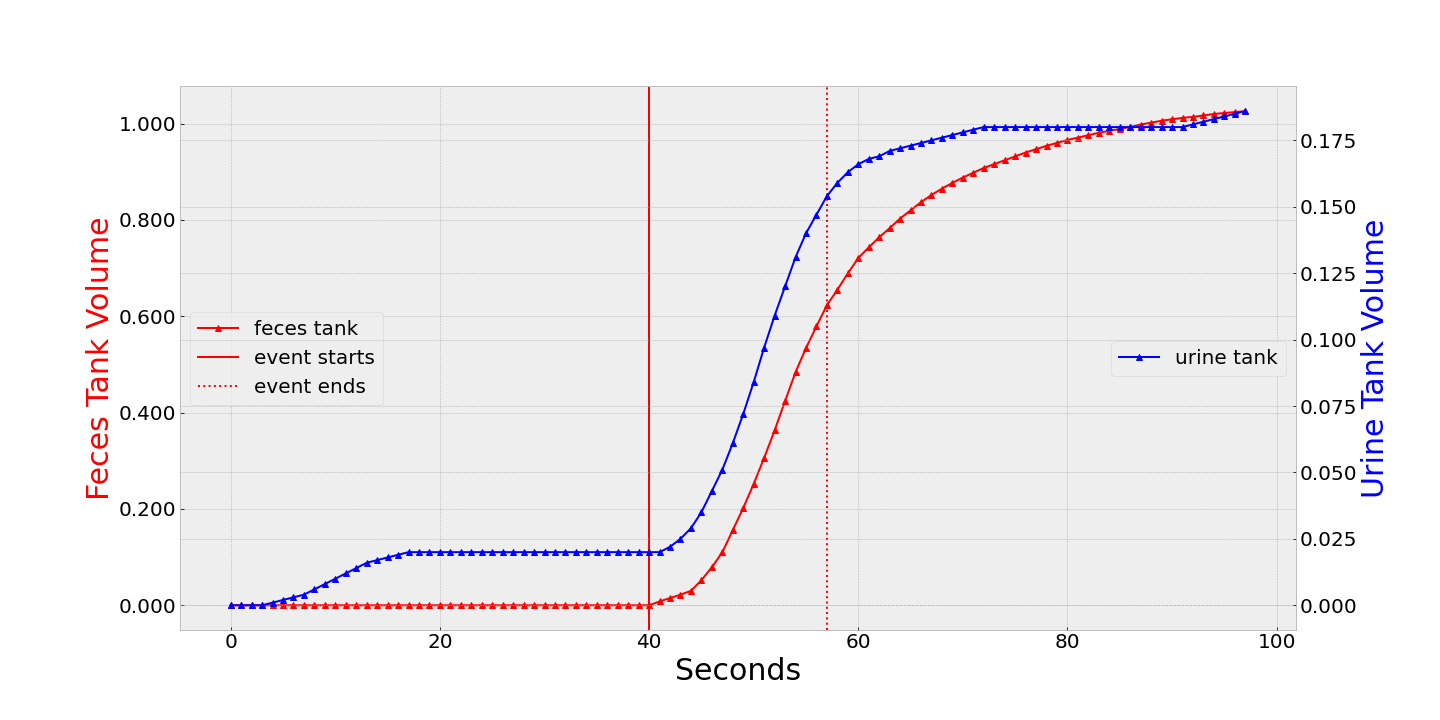 1.000
0.800
0.600
0.400
0.200
0.000
Feces Tank Volume
feces tank
event starts
event ends
urine tank
0.175
0.150
0.125
0.100
0.075
0.050
0.025
0.000
Urine Tank Volume
0 20 40 60 80 100
Seconds